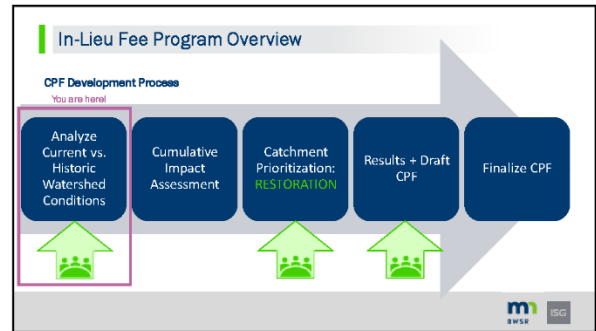 In-Lieu Fee Program Overview
CPF Development Process
You are here!
Analyze
Current vs.
Historic
Watershed
Conditions
Cumulative
Impact
Assessment
Catchment
Prioritization:
RESTORATION
Results + Draft
CPF
Finalize CPF
mn
BWSR
ISG